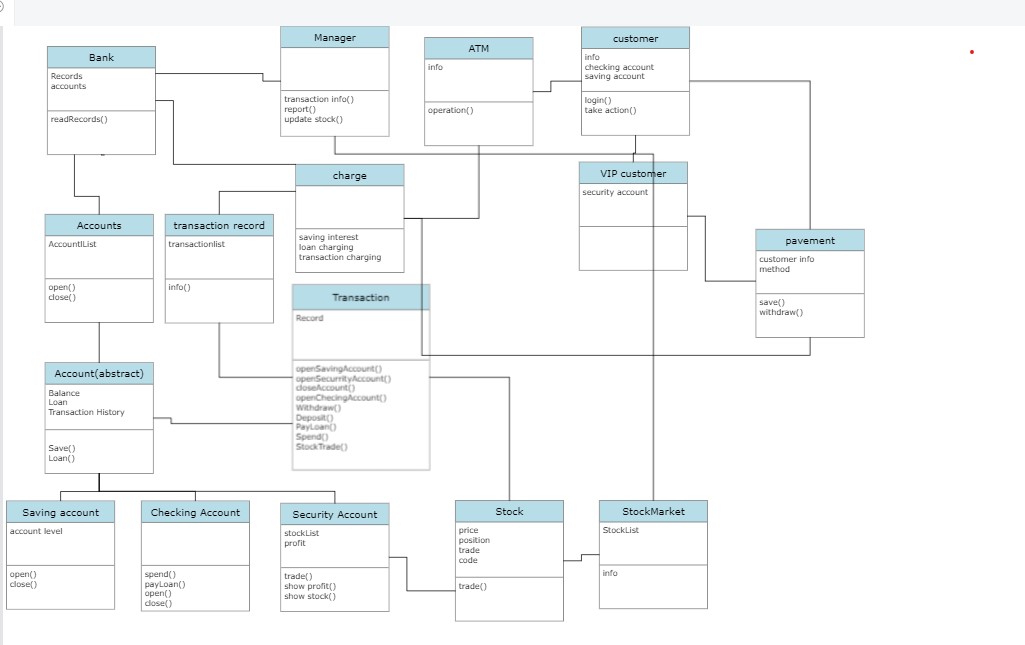 Bank
Records
accounts
readRecords()
Manager
transaction info()
report()
update stock()
ATM
info
operation()
customer
info
checking account
saving account
login()
take action()
charge
saving interest
loan charging
transaction charging
VIP customer
security account
pavement
customer info
method
save()
withdraw()
Accounts
AccountlList
open()
close()
transaction record
transactionlist
info()
Transaction
Record
openSavingAccount()
openSecurrityAccount()
closeAccount()
openChecingAccount()
Withdraw()
Deposit()
PayLoan()
Spend()
StockTrade()
Account(abstract)
Balance
Loan
Transaction History
Save()
Loan()
Saving account
account level
open()
close()
Checking Account
spend()
payLoan()
open()
close()
Security Account
stockList
profit
trade()
show profit()
show stock()
Stock
price
position
trade
code
trade()
StockMarket
StockList
info